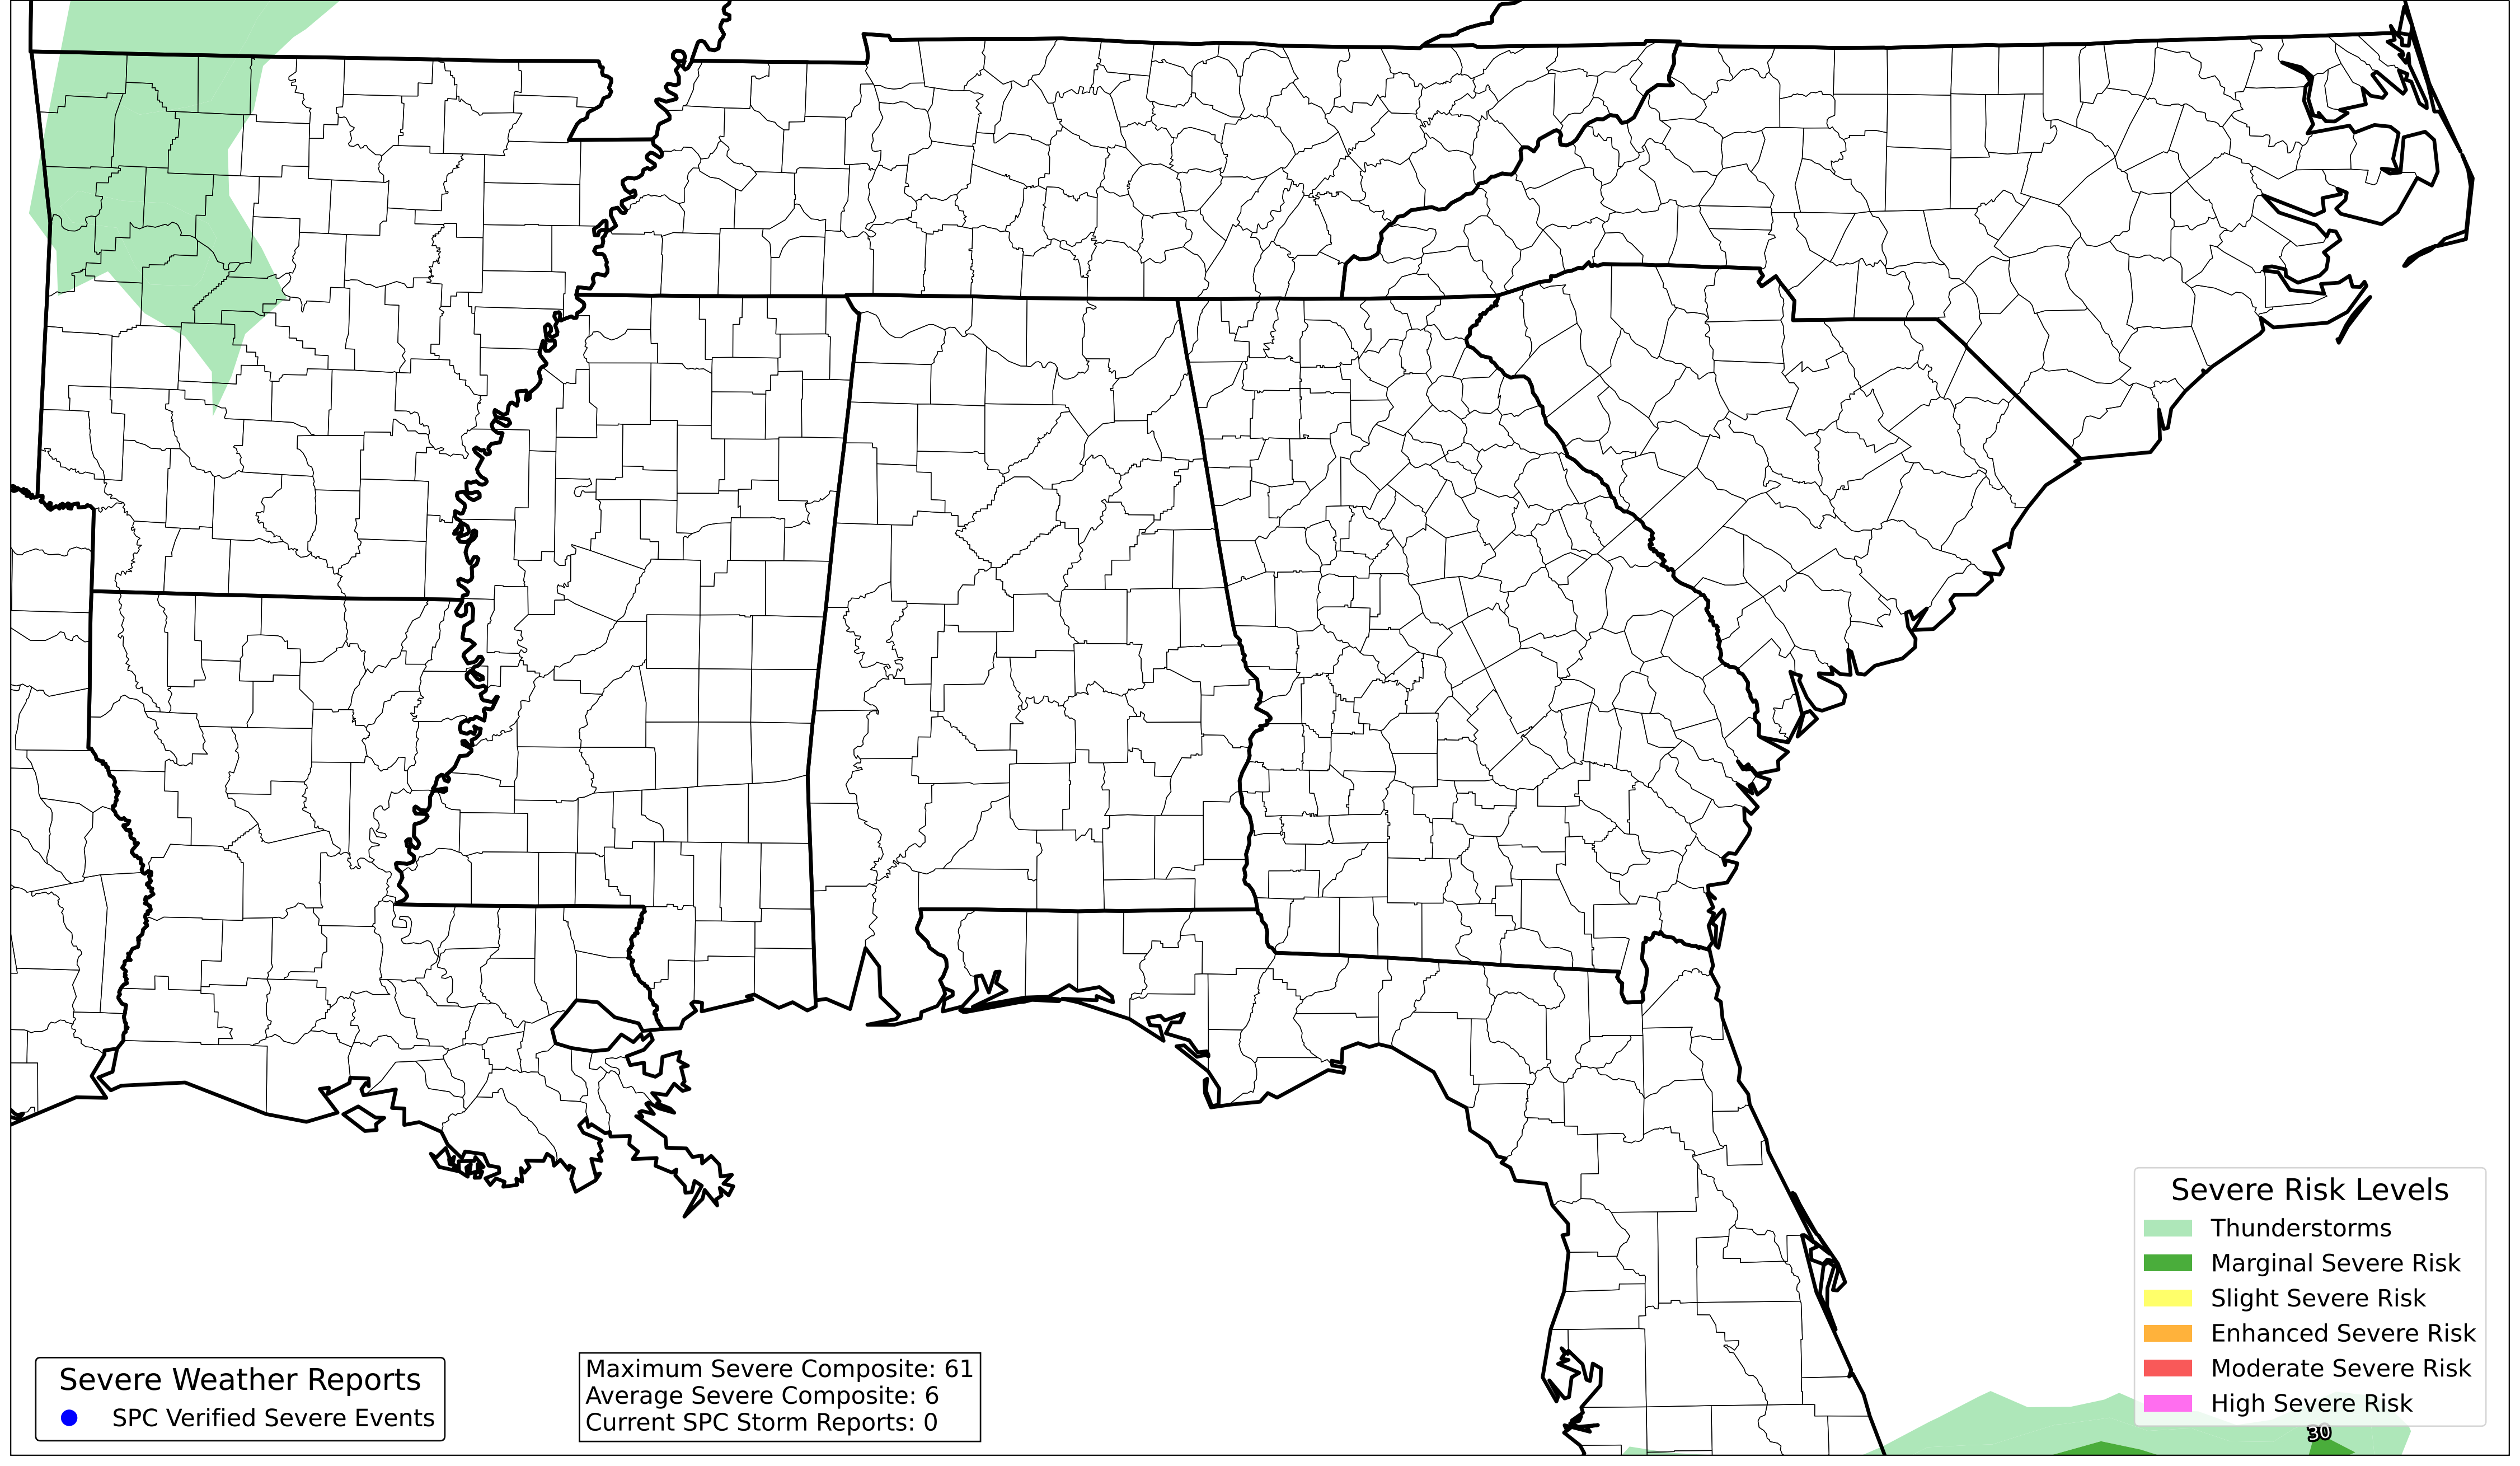 Severe Risk Levels
Thunderstorms
Marginal Severe Risk
Slight Severe Risk
Enhanced Severe Risk
Moderate Severe Risk
High Severe Risk
30
Severe Weather Reports
SPC Verified Severe Events
Maximum Severe Composite: 61
Average Severe Composite: 6
Current SPC Storm Reports: 0